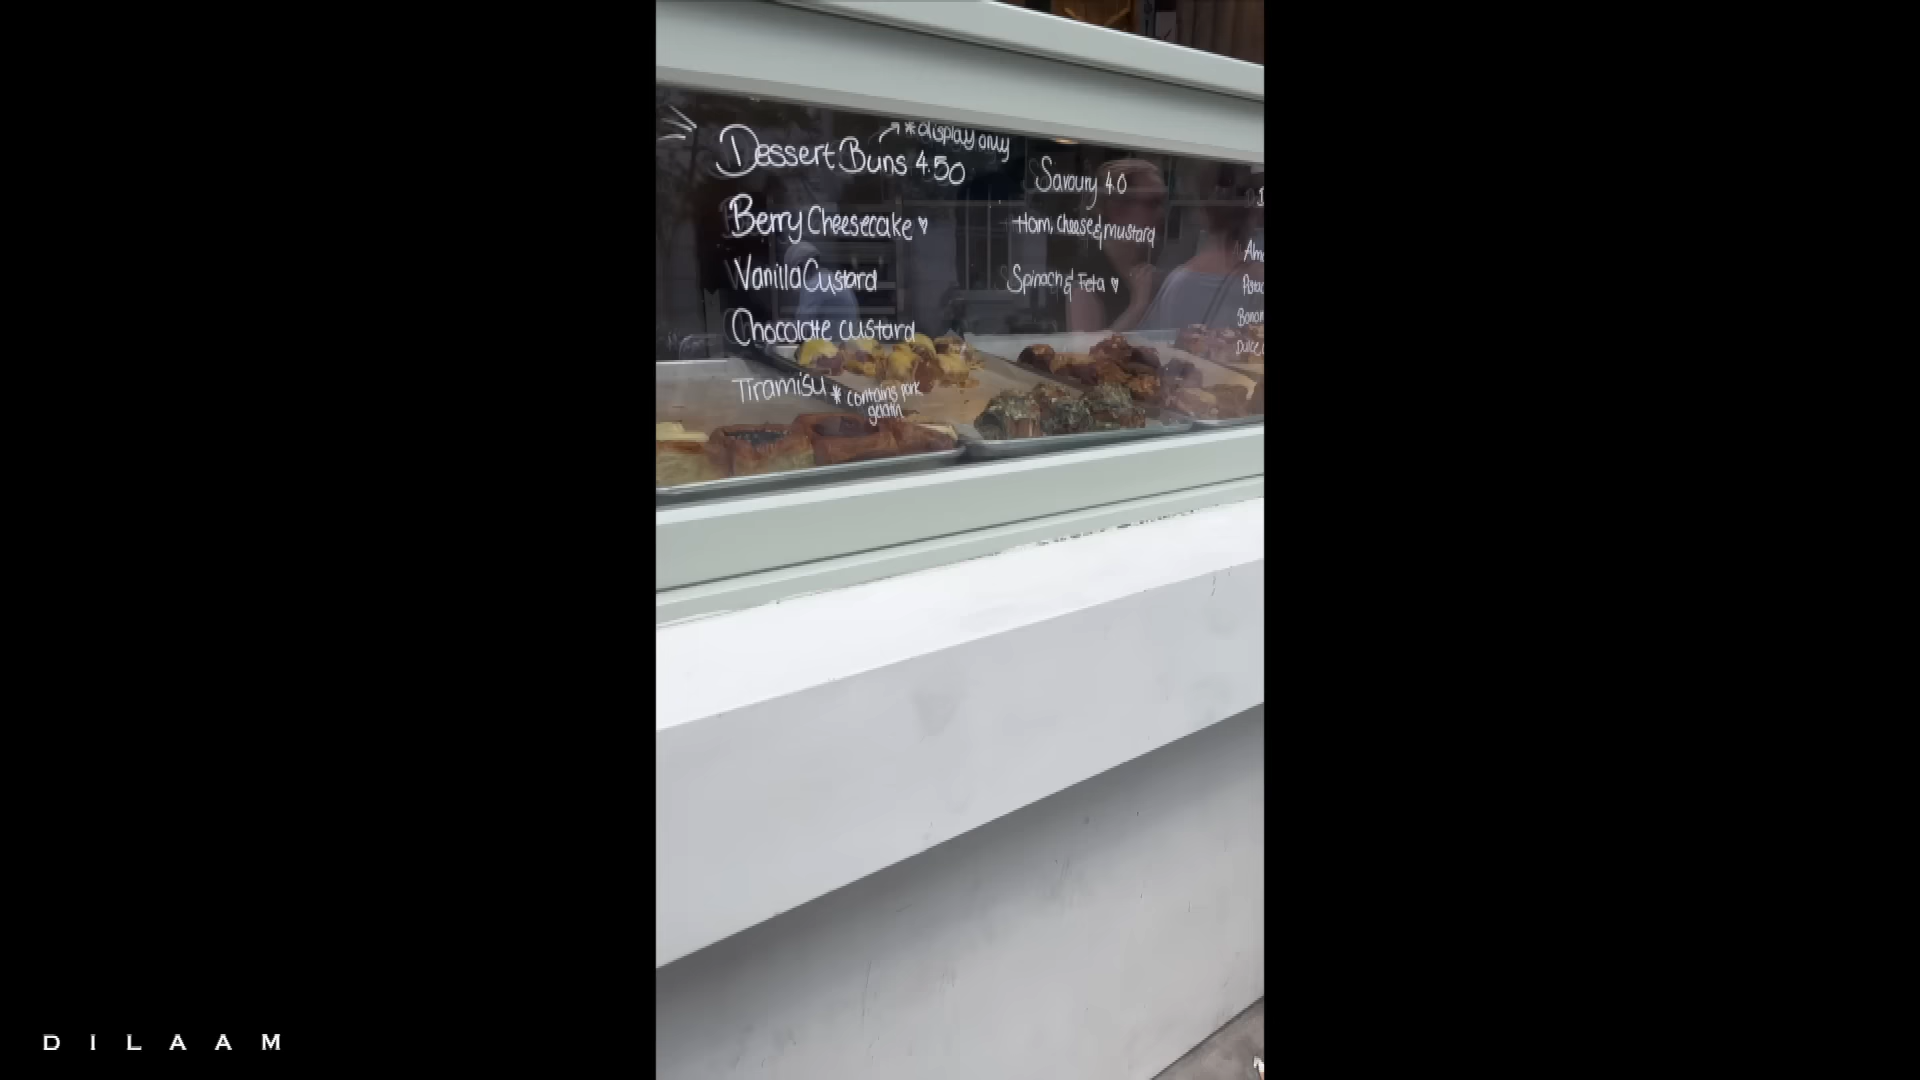 *display only
Dessert Buns 4.50
Berry Cheesecake ♥
Vanilla Custard
Chocolate custard
Tiramisu * contains pork
gelatin
Savoury 4.0
Ham, Cheese & mustard
Spinach & Feta ♥
DILAAM